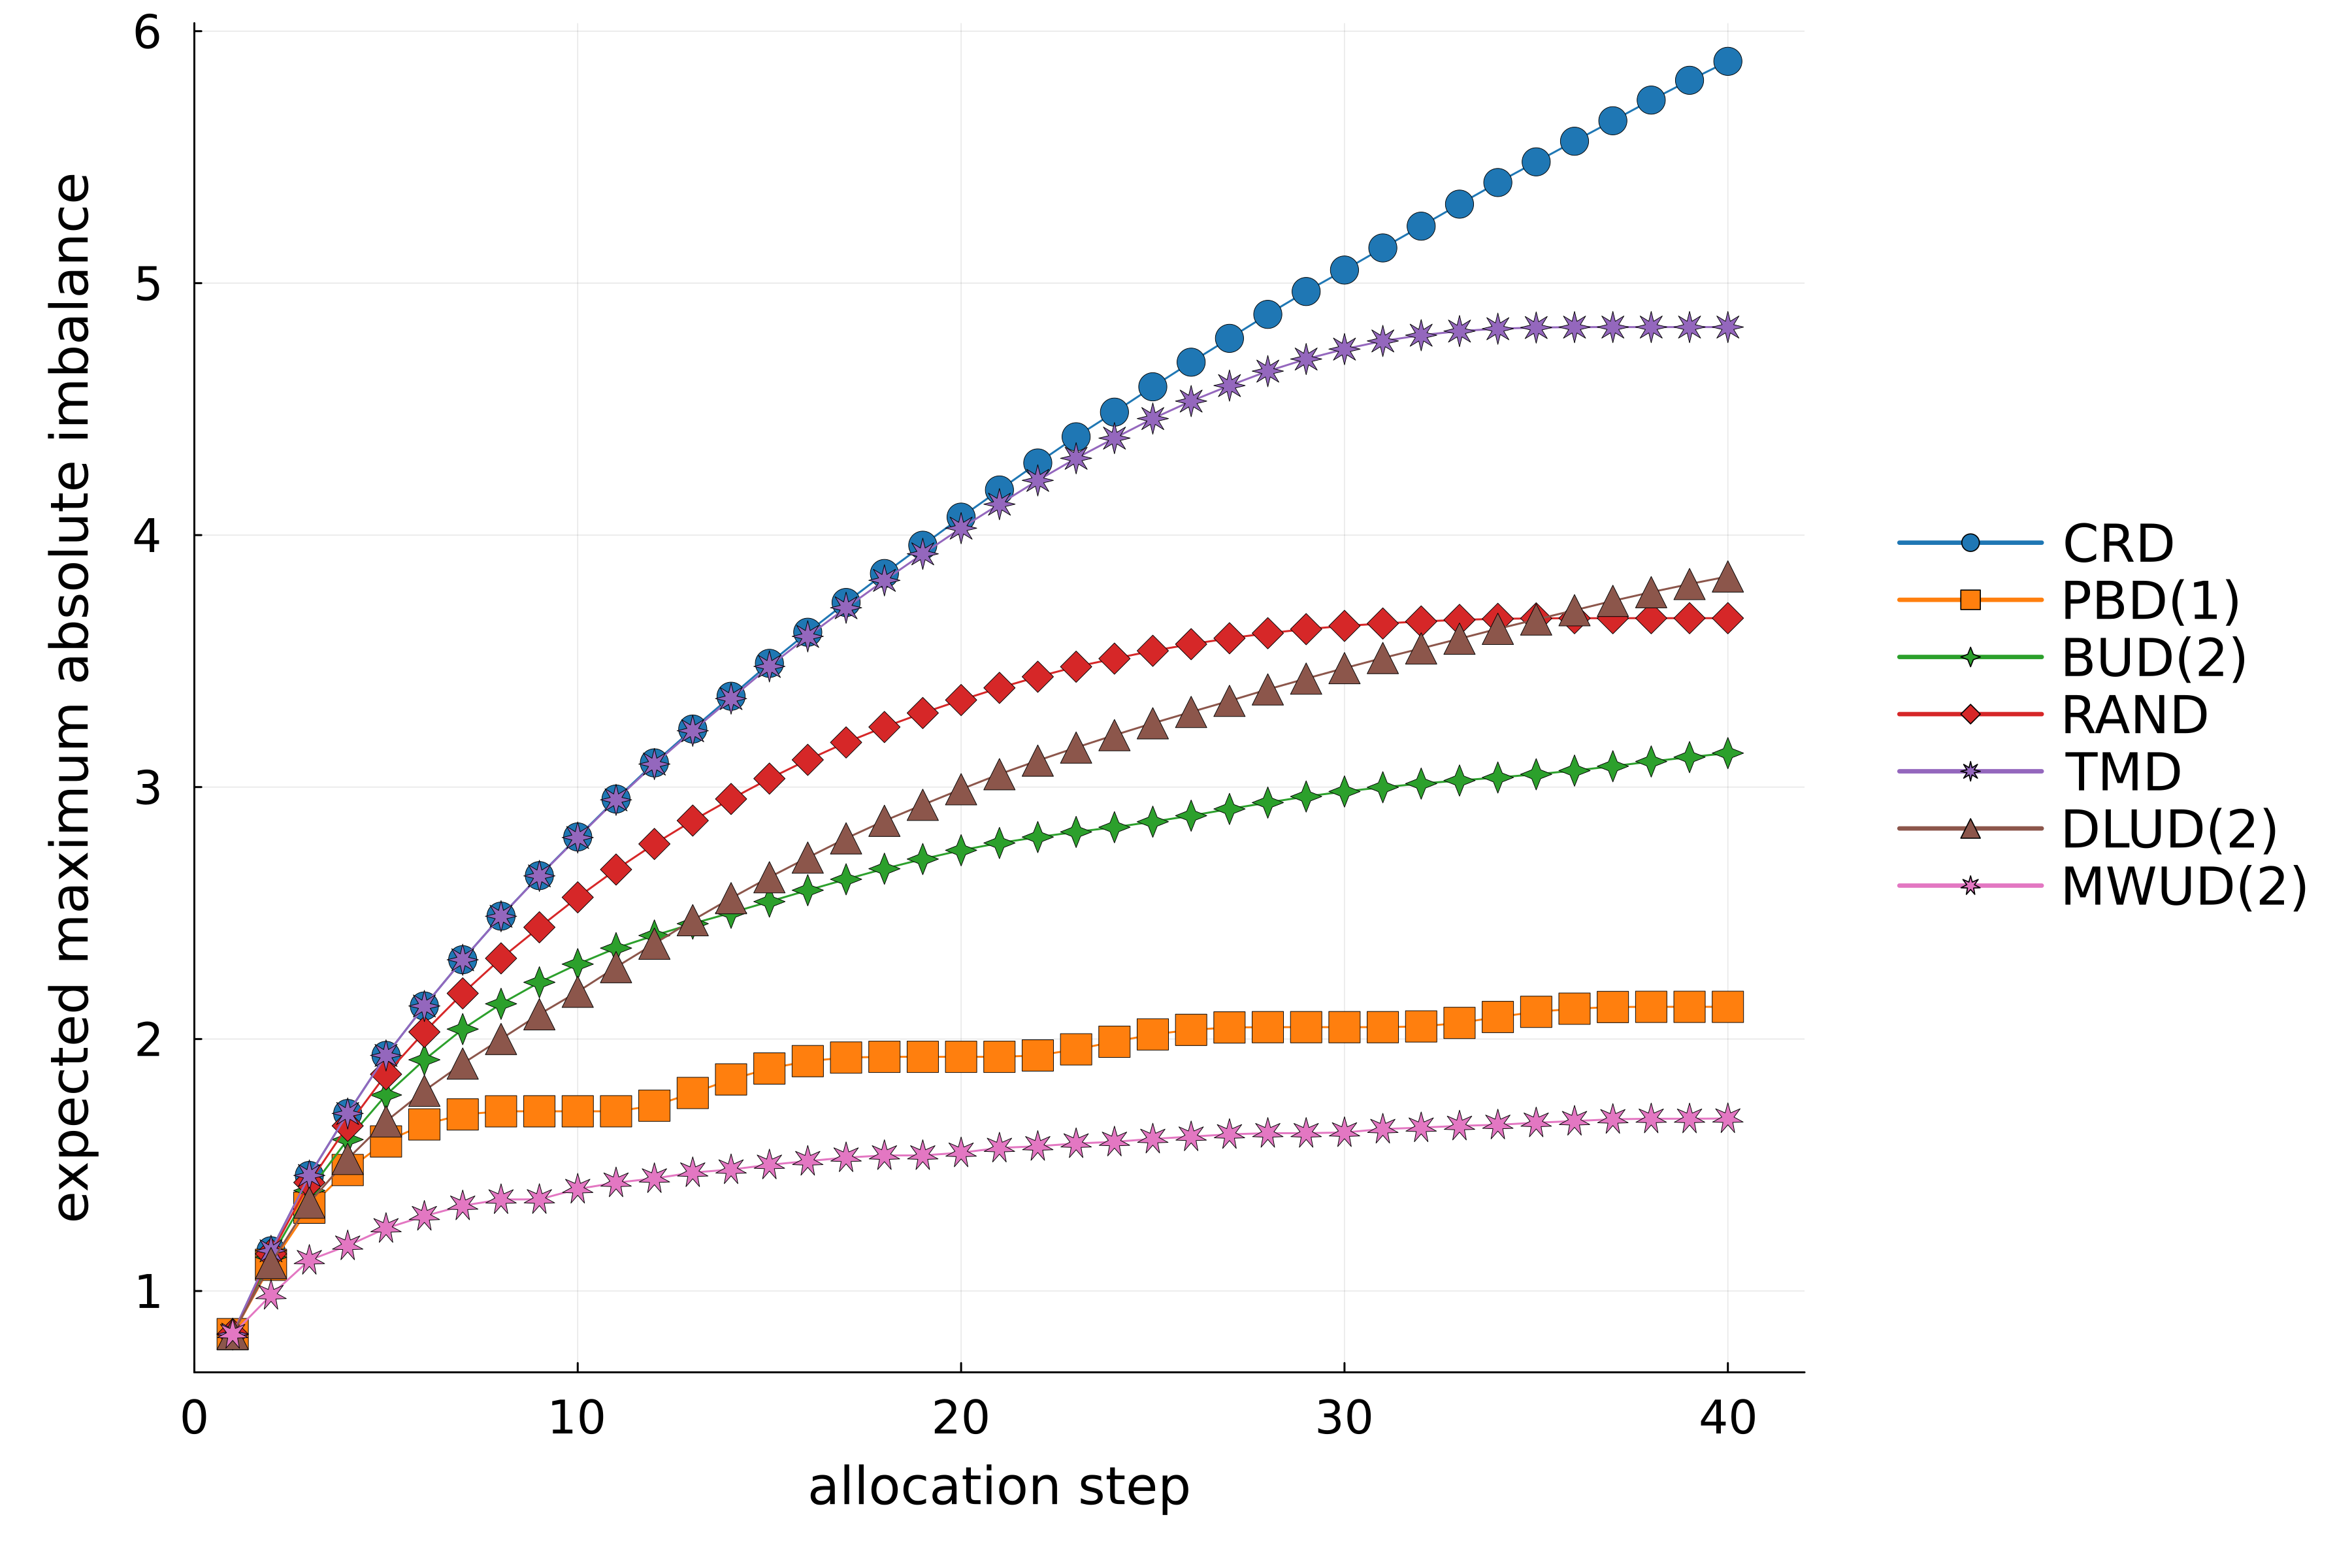 expected maximum absolute imbalance
6
5
4
3
2
1
0
10
20
30
40
allocation step
CRD
PBD(1)
BUD(2)
RAND
TMD
DLUD(2)
MWUD(2)